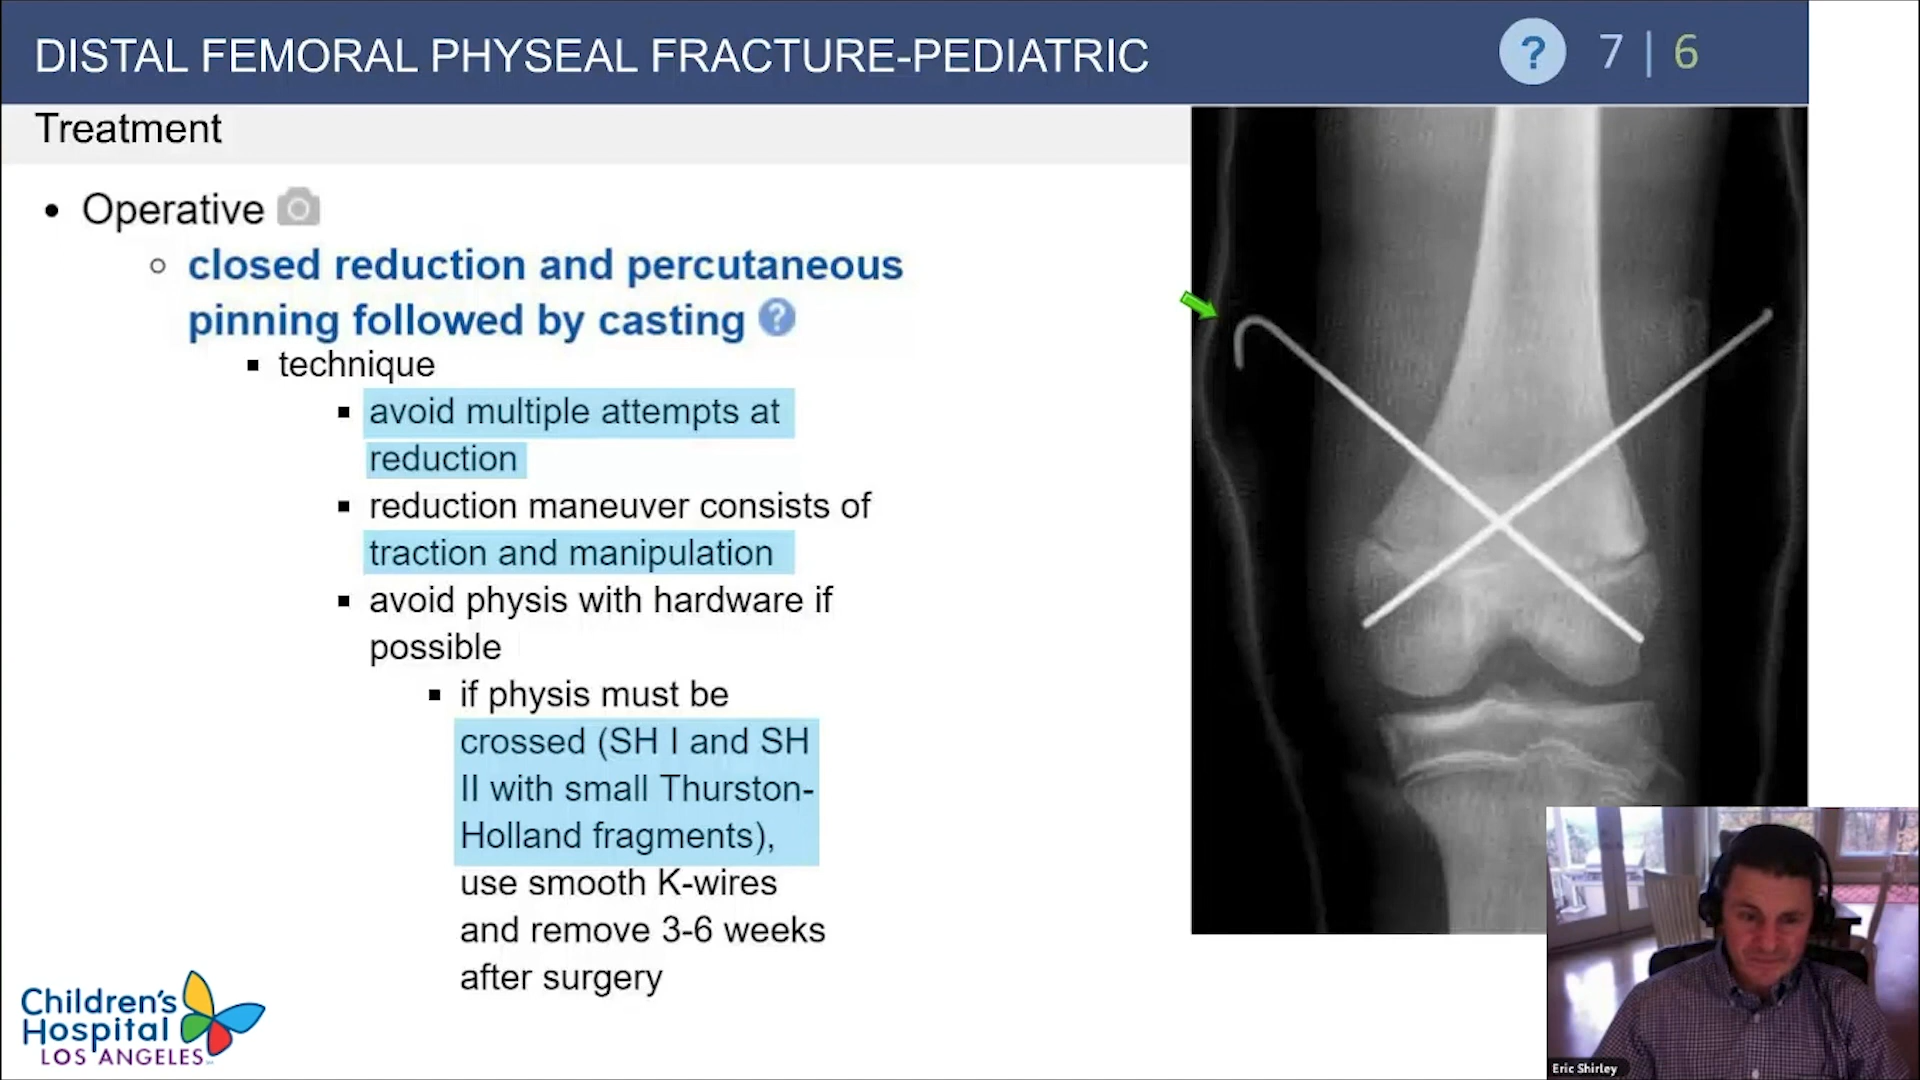 DISTAL FEMORAL PHYSEAL FRACTURE-PEDIATRIC
? 7 | 6
Treatment
• Operative
○ closed reduction and percutaneous
pinning followed by casting ?
▪ technique
▪ avoid multiple attempts at
reduction
▪ reduction maneuver consists of
traction and manipulation
▪ avoid physis with hardware if
possible
▪ if physis must be
crossed (SH I and SH
II with small Thurston-
Holland fragments),
use smooth K-wires
and remove 3-6 weeks
after surgery
Children's
Hospital
LOS ANGELES
Eric Shirley